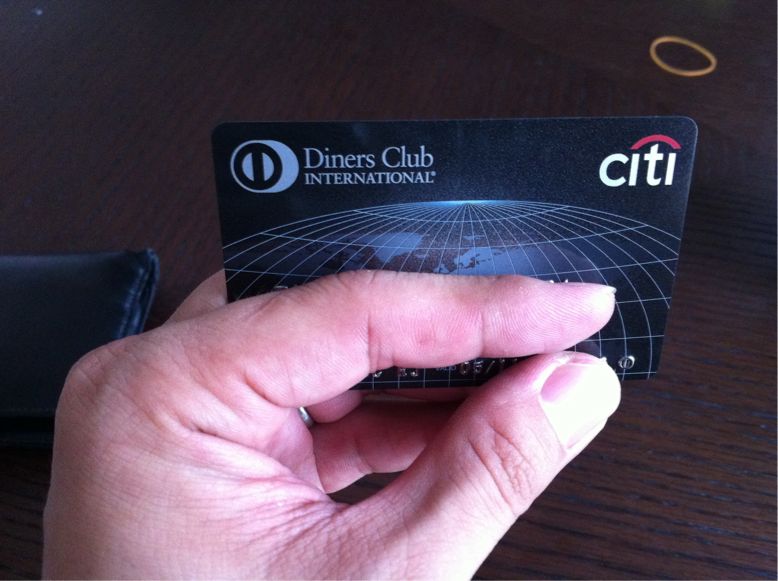 Diners Club
INTERNATIONAL®
citi